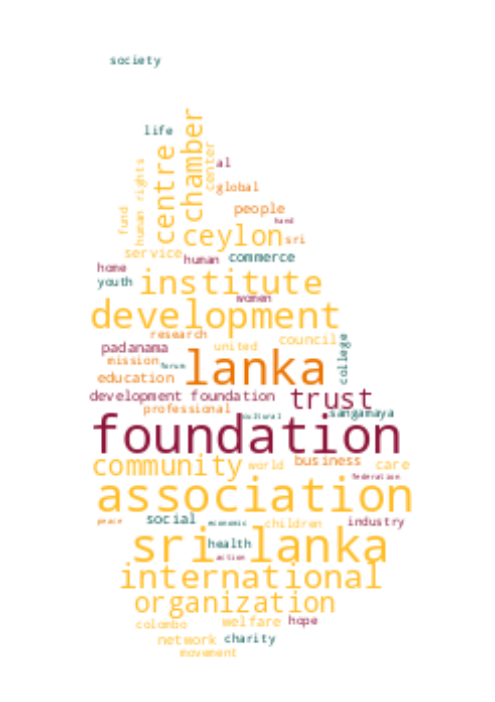 society
life
chamber
centre
center
human rights
al
global
fund
people
hand
ceylon
sri
service
human
commerce
home
youth
institute
women
development
research
council
college
padanama
united
mission
forum
lanka
education
development foundation
trust
professional
cultural
sangamaya
foundation
community
world
business
care
federation
association
peace
social
economic
children
industry
sri lanka
health
action
international
organization
colombo
welfare
hope
network
charity
movement